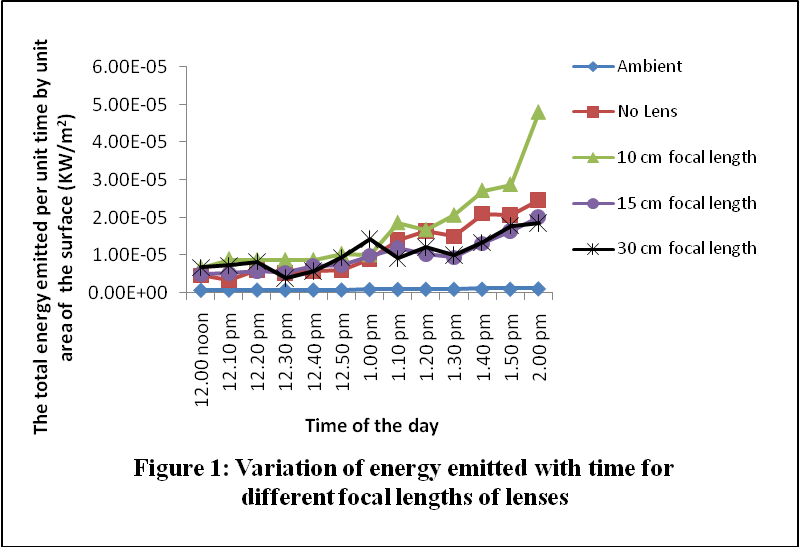 The total energy emitted per unit time by unit
area of the surface (KW/m²)
6.00E-05
5.00E-05
4.00E-05
3.00E-05
2.00E-05
1.00E-05
0.00E+00
12.00 noon
12.10 pm
12.20 pm
12.30 pm
12.40 pm
12.50 pm
1.00 pm
1.10 pm
1.20 pm
1.30 pm
1.40 pm
1.50 pm
2.00 pm
Time of the day
Ambient
No Lens
10 cm focal length
15 cm focal length
30 cm focal length
Figure 1: Variation of energy emitted with time for
different focal lengths of lenses